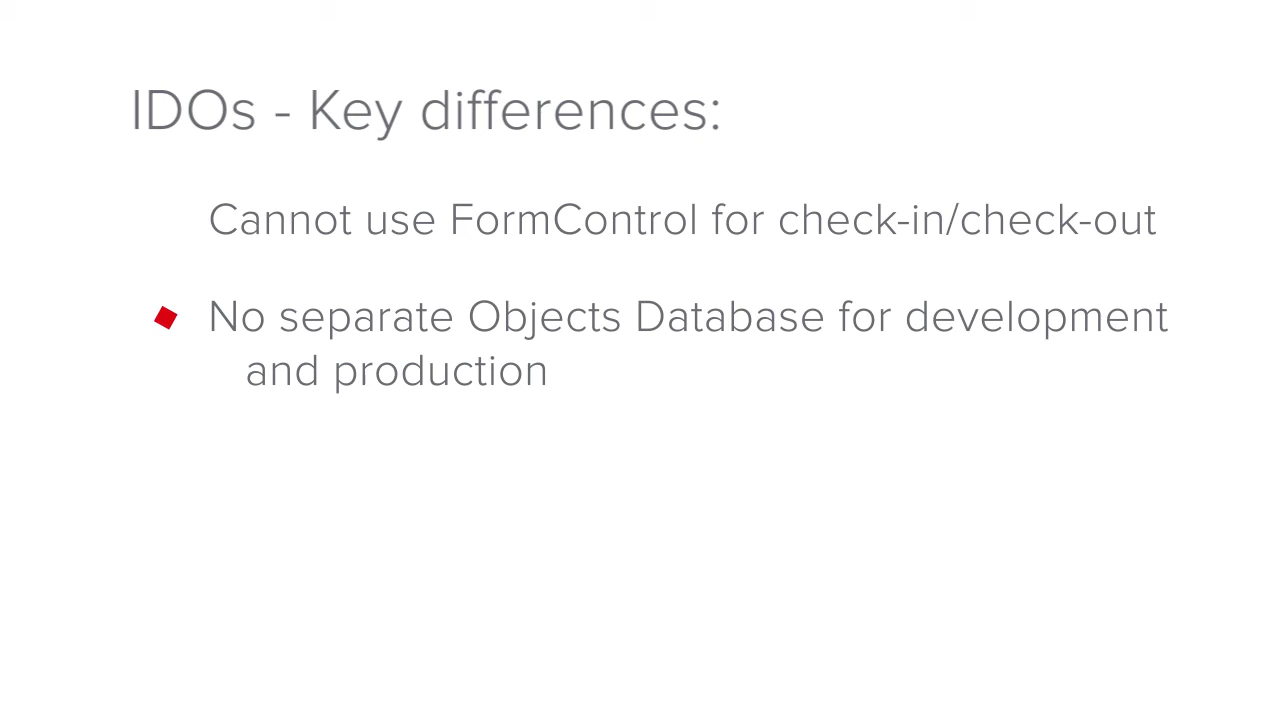 IDOs - Key differences:
Cannot use FormControl for check-in/check-out
No separate Objects Database for development
and production